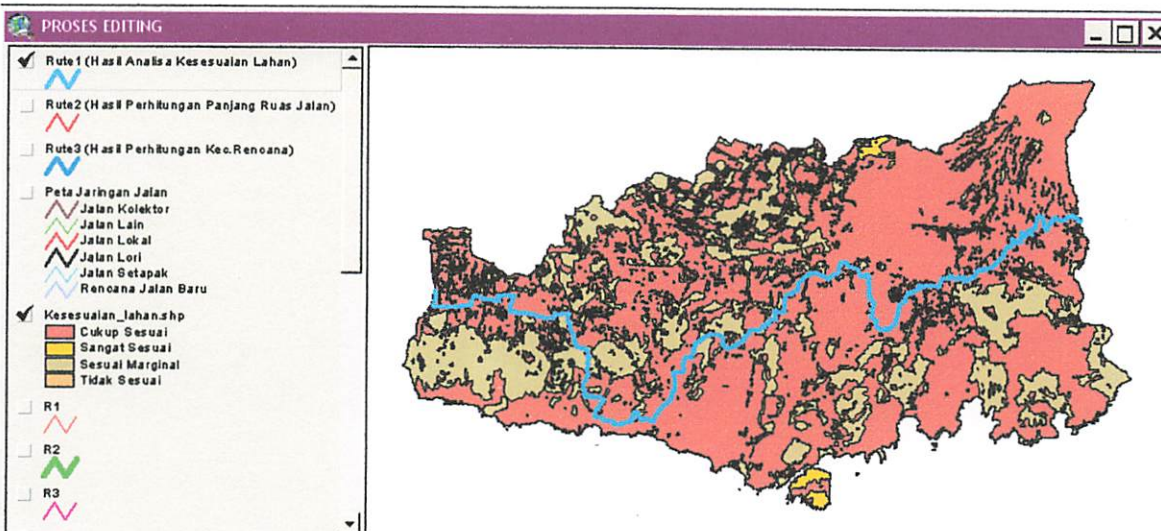 PROSES EDITING
Rute1 (Hasil Analisa Kesesuaian Lahan)
Rute2 (Hasil Perhitungan Panjang Ruas Jalan)
Rute3 (Hasil Perhitungan Kec.Rencana)
Peta Jaringan Jalan
Jalan Kolektor
Jalan Lain
Jalan Lokal
Jalan Lori
Jalan Setapak
Rencana Jalan Baru
Kesesuaian_lahan.shp
Cukup Sesuai
Sangat Sesuai
Sesuai Marginal
Tidak Sesuai
R1
R2
R3